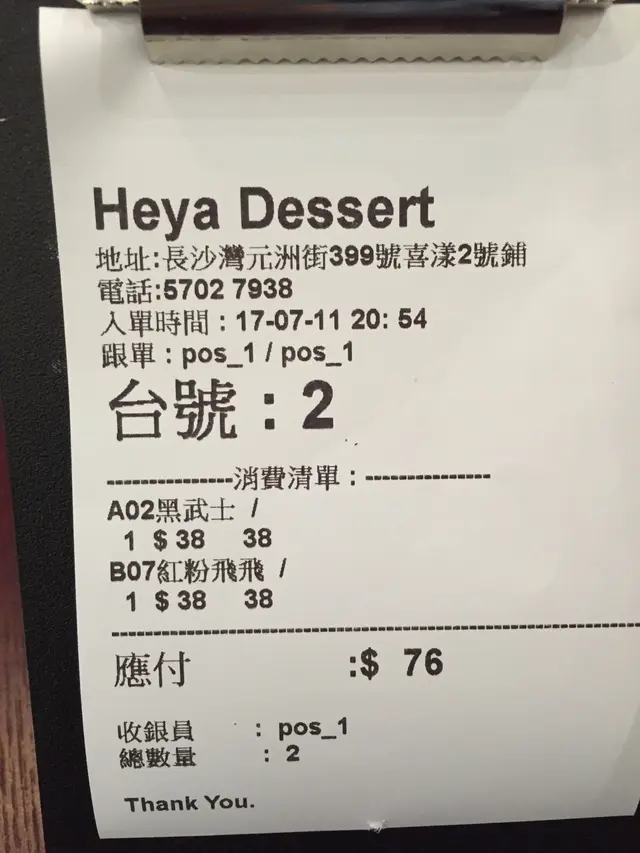 Heya Dessert
地址:長沙灣元洲街399號喜漾2號鋪
電話:5702 7938
入單時間：17-07-11 20: 54
跟單：pos_1 / pos_1
台號：2
---------------消費清單：---------------
A02黑武士 /
1 $ 38 38
B07紅粉飛飛 /
1 $ 38 38
--------------------------------------------------------------
應付 :$ 76
收銀員 : pos_1
總數量 : 2
Thank You.